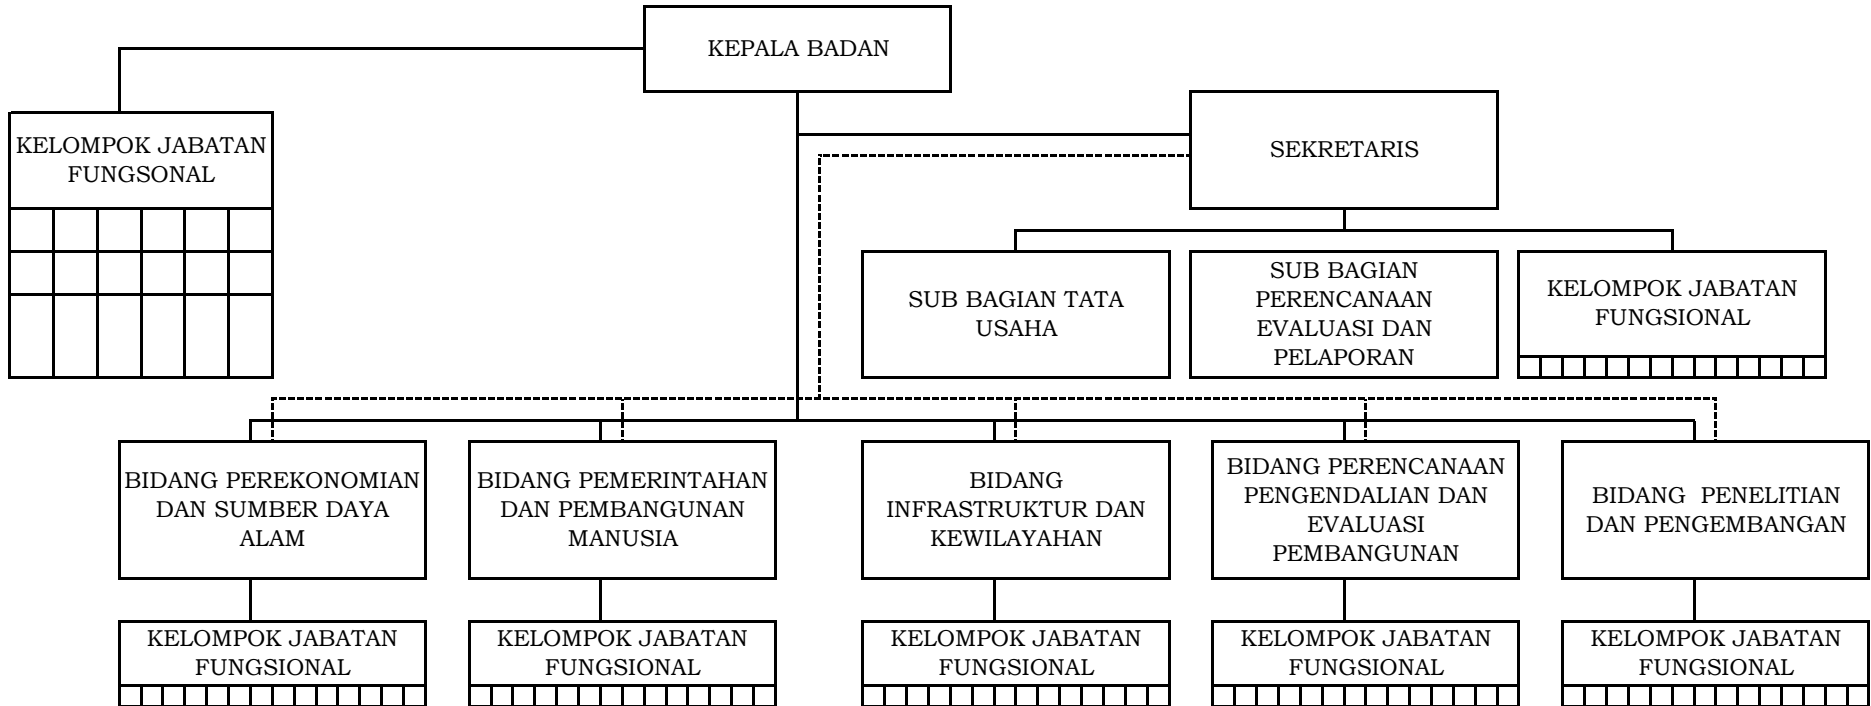 KEPALA BADAN
KELOMPOK JABATAN
FUNGSONAL
SEKRETARIS
SUB BAGIAN TATA
USAHA
SUB BAGIAN
PERENCANAAN
EVALUASI DAN
PELAPORAN
KELOMPOK JABATAN
FUNGSIONAL
BIDANG PEREKONOMIAN
DAN SUMBER DAYA
ALAM
BIDANG PEMERINTAHAN
DAN PEMBANGUNAN
MANUSIA
BIDANG
INFRASTRUKTUR DAN
KEWILAYAHAN
BIDANG PERENCANAAN
PENGENDALIAN DAN
EVALUASI
PEMBANGUNAN
BIDANG  PENELITIAN
DAN PENGEMBANGAN
KELOMPOK JABATAN
FUNGSIONAL
KELOMPOK JABATAN
FUNGSIONAL
KELOMPOK JABATAN
FUNGSIONAL
KELOMPOK JABATAN
FUNGSIONAL
KELOMPOK JABATAN
FUNGSIONAL